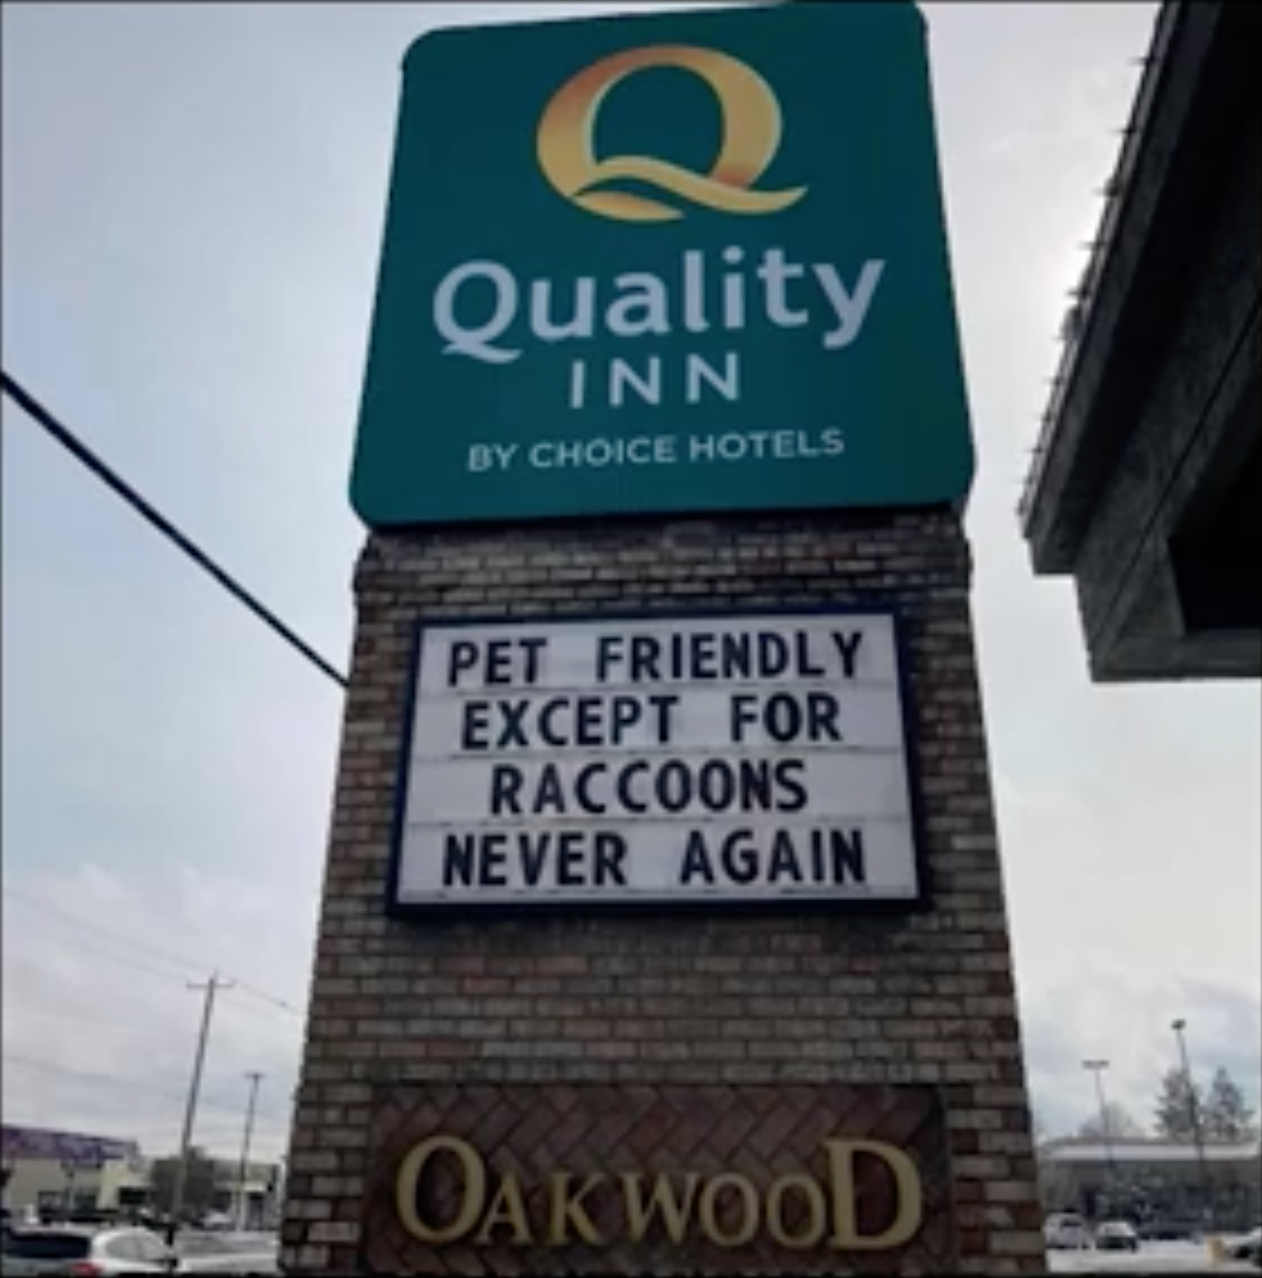 Q
Quality
INN
BY CHOICE HOTELS
PET FRIENDLY
EXCEPT FOR
RACCOONS
NEVER AGAIN
OAKWOOD